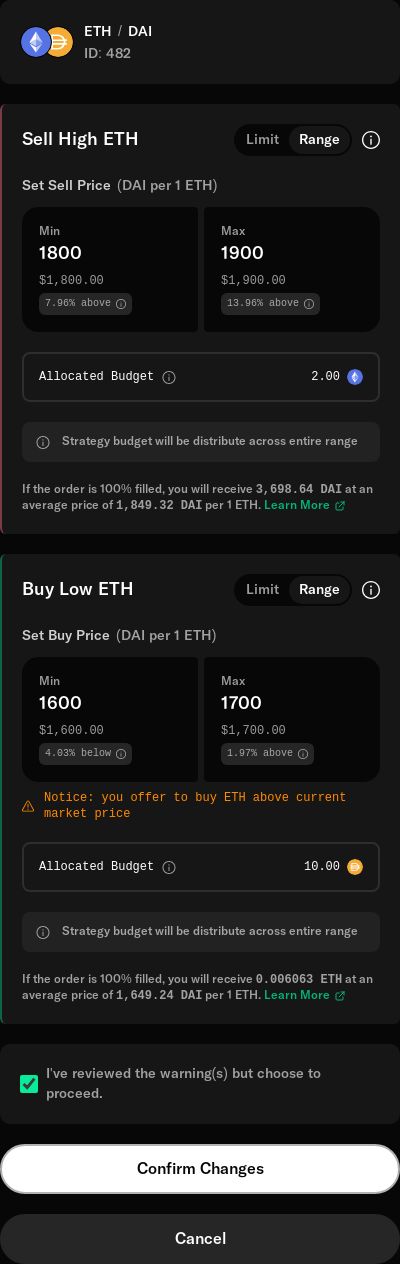 ETH / DAI
ID: 482
Sell High ETH
Limit Range
Set Sell Price (DAI per 1 ETH)
Min Max
1800 1900
$1,800.00 $1,900.00
7.96% above 13.96% above
Allocated Budget 2.00
Strategy budget will be distribute across entire range
If the order is 100% filled, you will receive 3,698.64 DAI at an
average price of 1,849.32 DAI per 1 ETH. Learn More
Buy Low ETH
Limit Range
Set Buy Price (DAI per 1 ETH)
Min Max
1600 1700
$1,600.00 $1,700.00
4.03% below 1.97% above
Notice: you offer to buy ETH above current
market price
Allocated Budget 10.00
Strategy budget will be distribute across entire range
If the order is 100% filled, you will receive 0.006063 ETH at an
average price of 1,649.24 DAI per 1 ETH. Learn More
I've reviewed the warning(s) but choose to
proceed.
Confirm Changes
Cancel